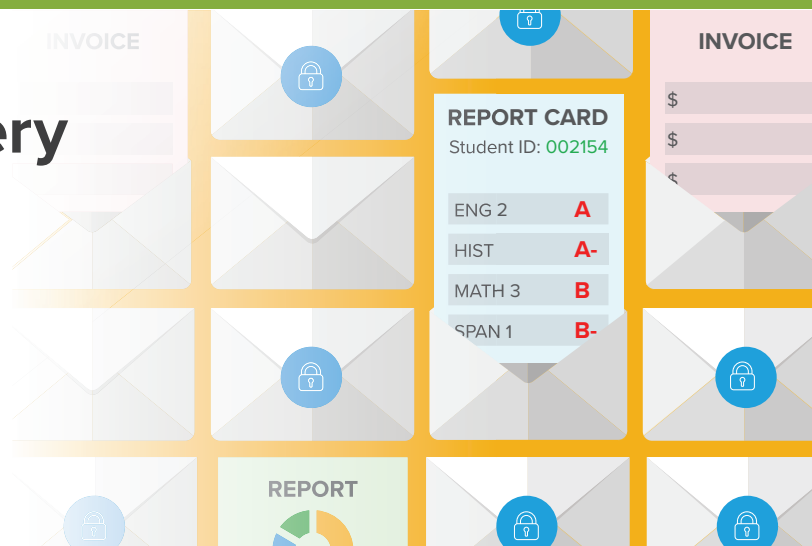 INVOICE
ery
REPORT CARD
Student ID: 002154
ENG 2 A
HIST A-
MATH 3 B
SPAN 1 B-
INVOICE
$
$
$
REPORT